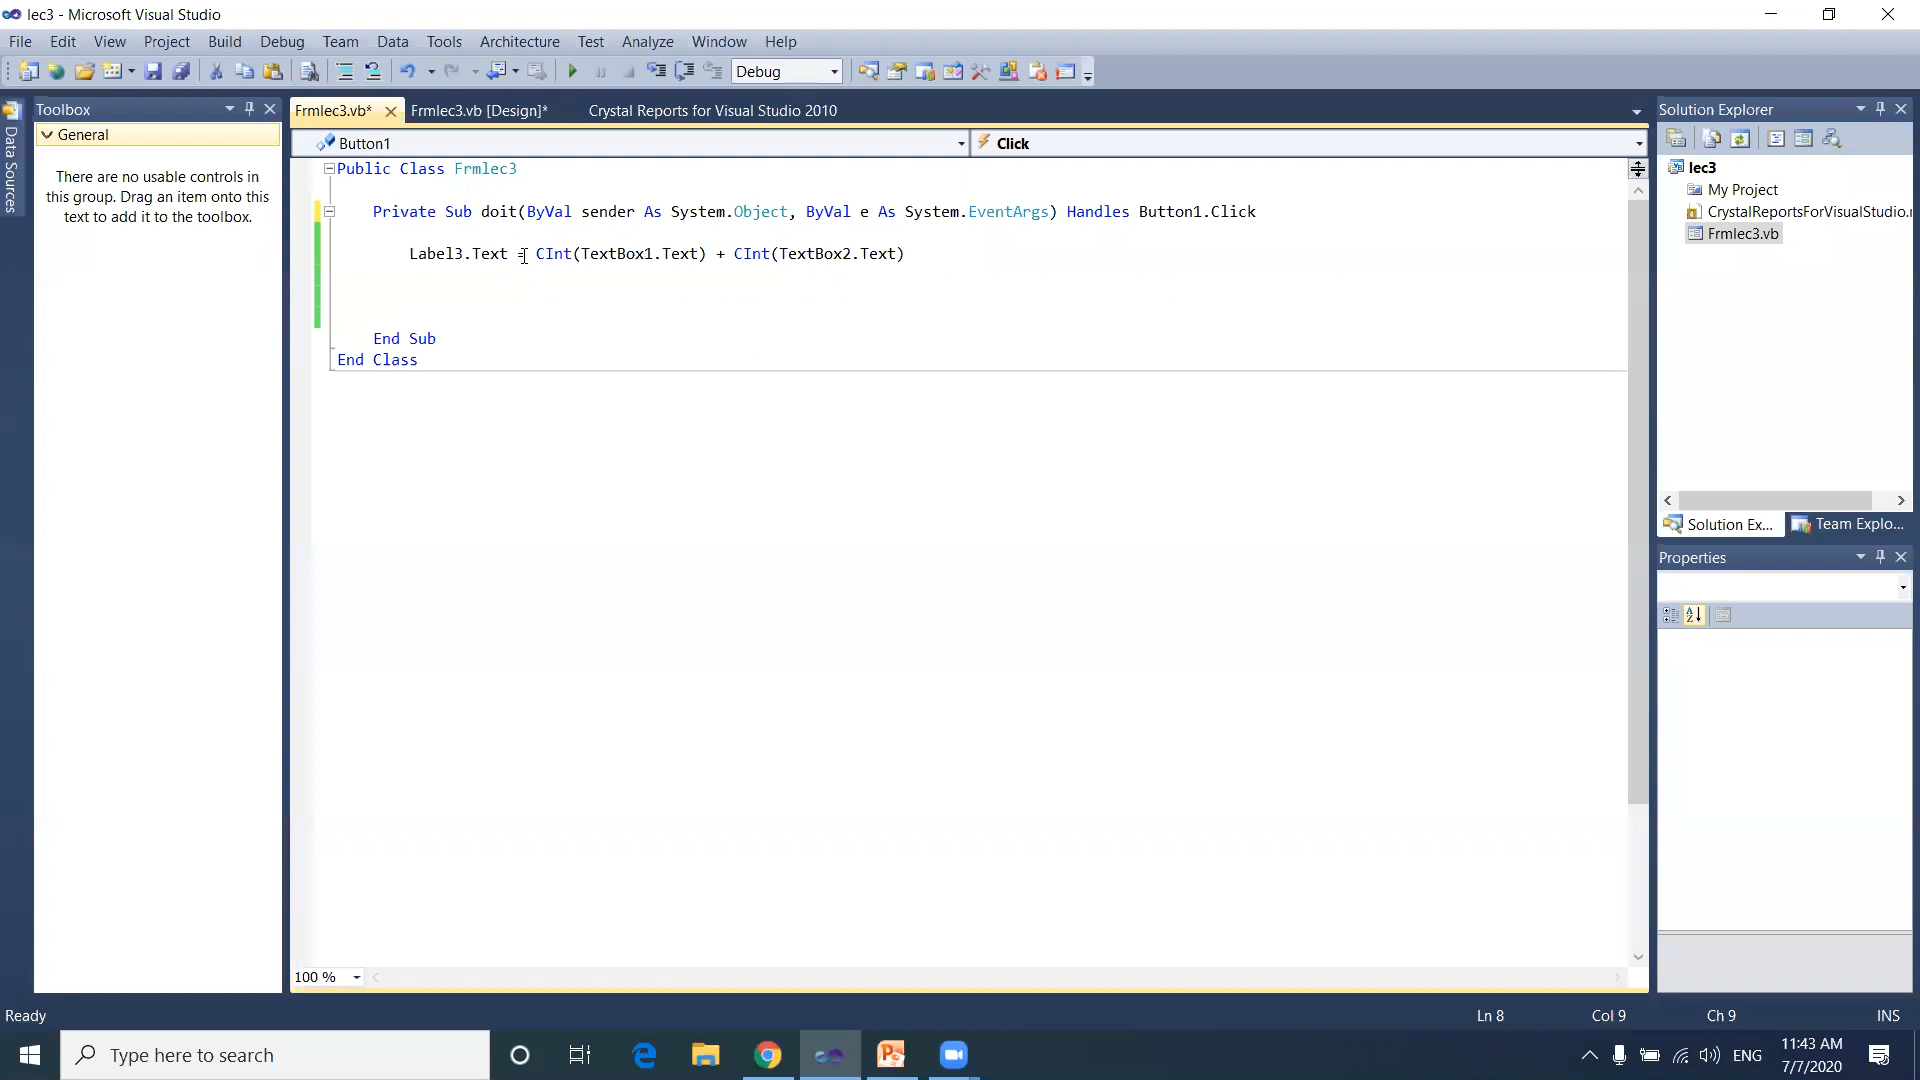 lec3 - Microsoft Visual Studio
File Edit View Project Build Debug Team Data Tools Architecture Test Analyze Window Help
Debug
Data Sources
Toolbox
General
There are no usable controls in
this group. Drag an item onto this
text to add it to the toolbox.
Frmlec3.vb* Frmlec3.vb [Design]* Crystal Reports for Visual Studio 2010
Button1 Click
Public Class Frmlec3
Private Sub doit(ByVal sender As System.Object, ByVal e As System.EventArgs) Handles Button1.Click
Label3.Text = CInt(TextBox1.Text) + CInt(TextBox2.Text)
End Sub
End Class
100 %
Solution Explorer
lec3
My Project
CrystalReportsForVisualStudio.
Frmlec3.vb
Solution Ex... Team Explo...
Properties
Ready Ln 8 Col 9 Ch 9 INS
Type here to search
ENG
11:43 AM
7/7/2020